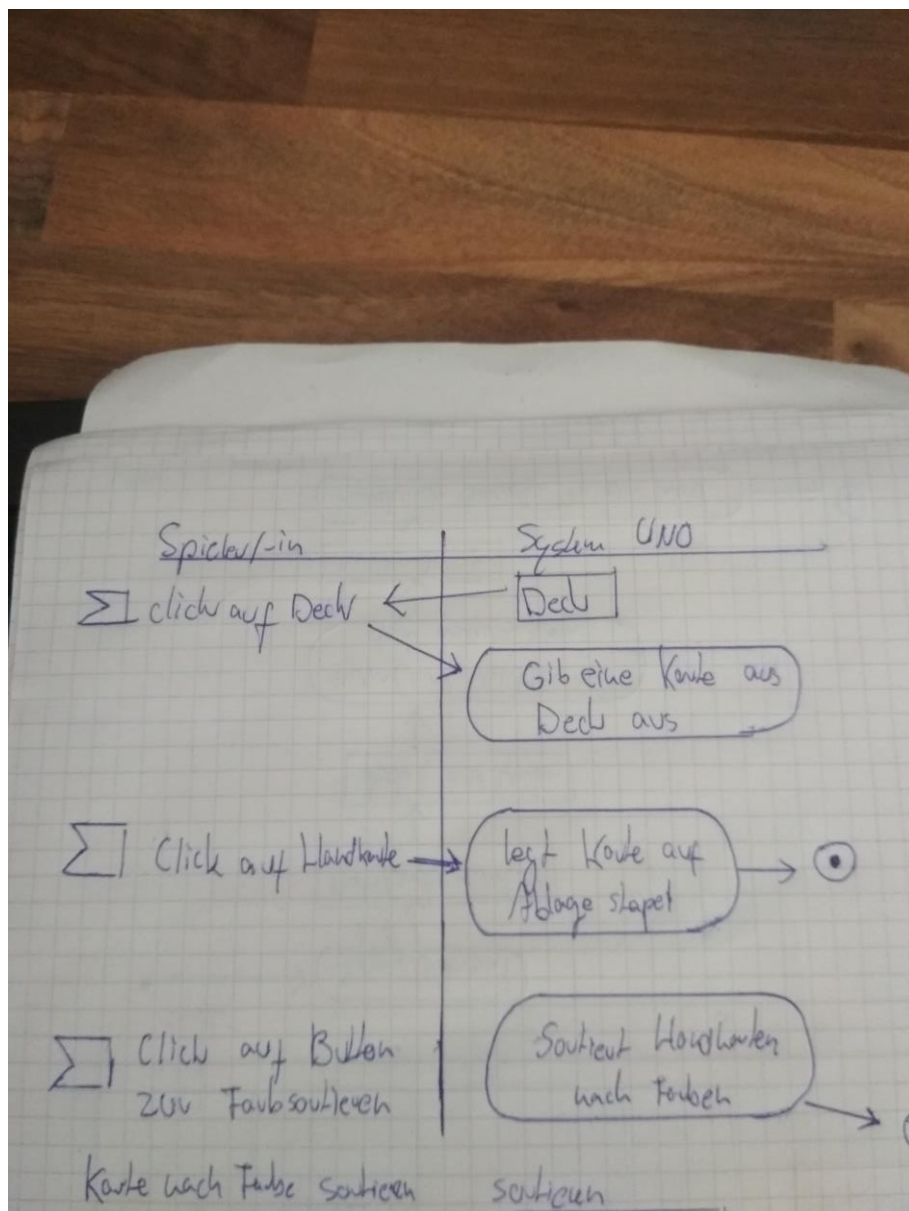 Spieler/-in
System UNO
click auf Deck
Deck
Gib eine Karte aus
Deck aus
Click auf Handkarte
legt Karte auf
Ablage stapel
Click auf Button
zur Farbsortieren
Sortiert Handkarten
nach Farben
Karte nach Farbe sortieren
sortieren